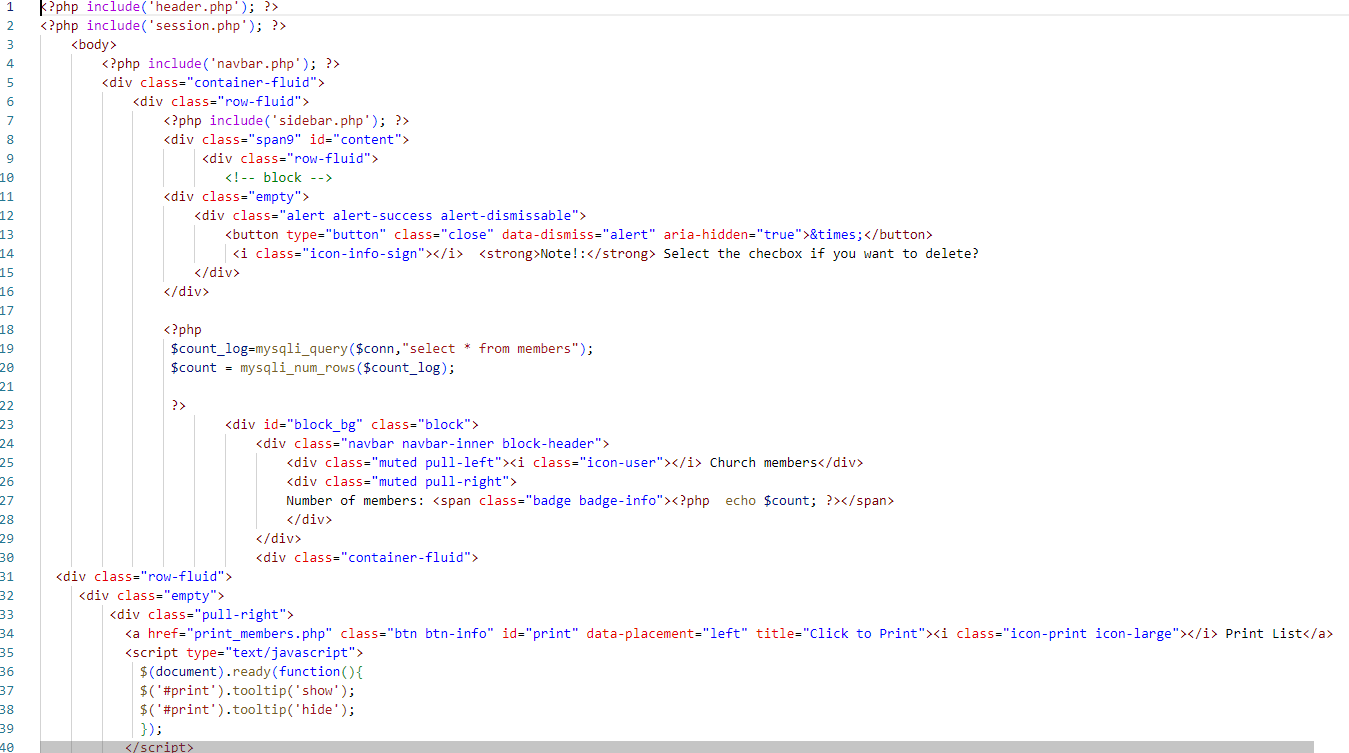 1 <?php include('header.php'); ?>
2 <?php include('session.php'); ?>
3 <body>
4 <?php include('navbar.php'); ?>
5 <div class="container-fluid">
6 <div class="row-fluid">
7 <?php include('sidebar.php'); ?>
8 <div class="span9" id="content">
9 <div class="row-fluid">
10 <!-- block -->
11 <div class="empty">
12 <div class="alert alert-success alert-dismissable">
13 <button type="button" class="close" data-dismiss="alert" aria-hidden="true">&times;</button>
14 <i class="icon-info-sign"></i>  <strong>Note!:</strong> Select the checbox if you want to delete?
15 </div>
16 </div>
17
18 <?php
19 $count_log=mysqli_query($conn,"select * from members");
20 $count = mysqli_num_rows($count_log);
21
22 ?>
23 <div id="block_bg" class="block">
24 <div class="navbar navbar-inner block-header">
25 <div class="muted pull-left"><i class="icon-user"></i> Church members</div>
26 <div class="muted pull-right">
27 Number of members: <span class="badge badge-info"><?php  echo $count; ?></span>
28 </div>
29 </div>
30 <div class="container-fluid">
31 <div class="row-fluid">
32 <div class="empty">
33 <div class="pull-right">
34 <a href="print_members.php" class="btn btn-info" id="print" data-placement="left" title="Click to Print"><i class="icon-print icon-large"></i> Print List</a>
35 <script type="text/javascript">
36 $(document).ready(function(){
37 $('#print').tooltip('show');
38 $('#print').tooltip('hide');
39 });
40 </script>